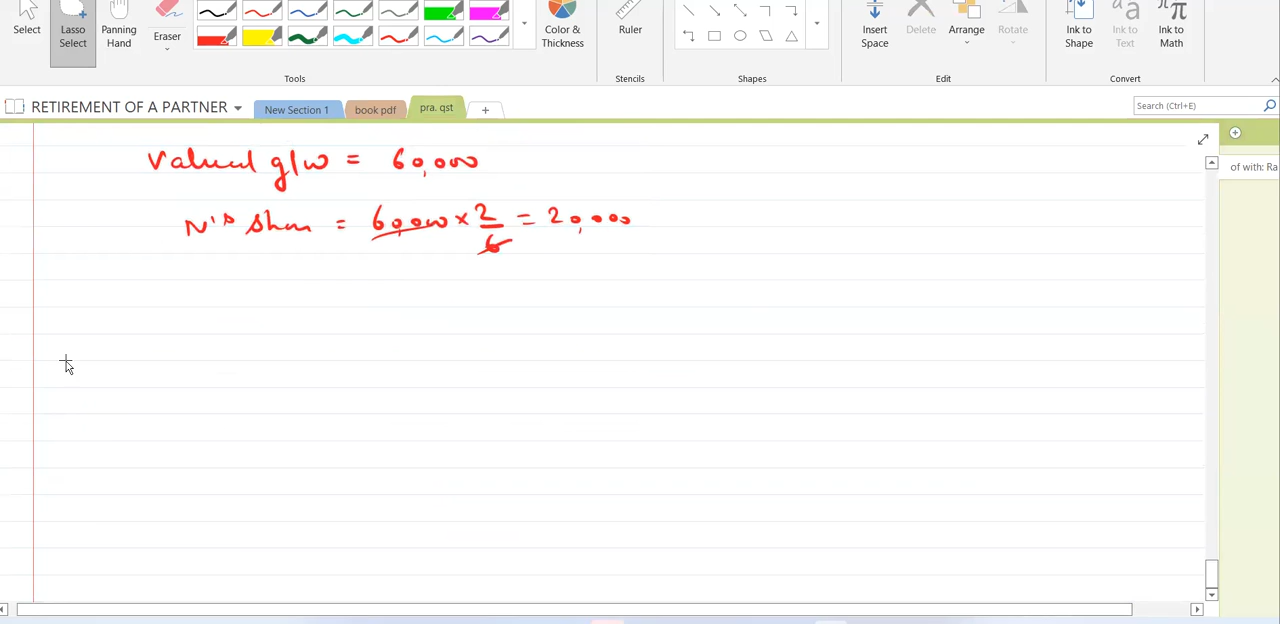 Select
Lasso Select
Panning Hand
Eraser
Color & Thickness
Ruler
Insert Space
Delete
Arrange
Rotate
Ink to Shape
Ink to Text
Ink to Math
Tools
Stencils
Shapes
Edit
Convert
RETIREMENT OF A PARTNER
New Section 1
book pdf
pra. qst
+
Search (Ctrl+E)
of with: Ra
Valued g/w = 60,000
N's Share = 60,000 × 2/6 = 20,000